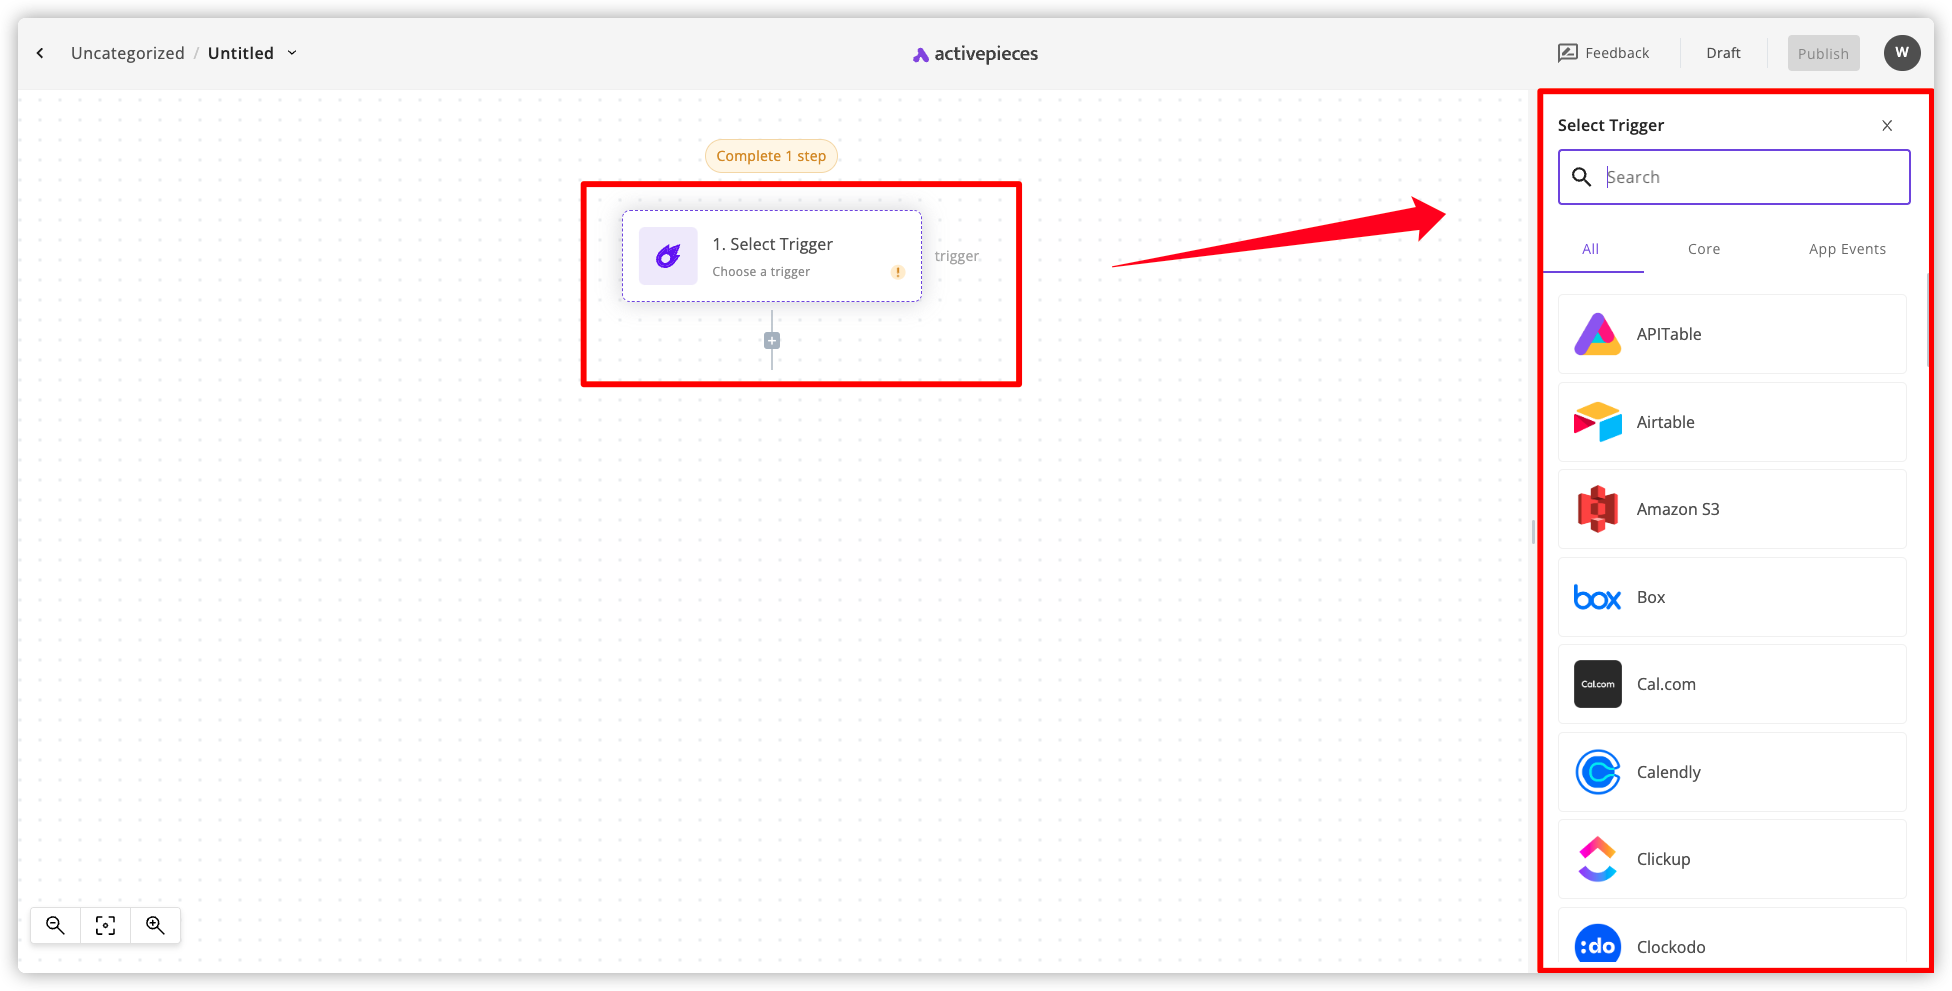 Uncategorized / Untitled
activepieces
Feedback
Draft
Publish
W
Complete 1 step
1. Select Trigger
Choose a trigger
!
trigger
Select Trigger
Search
All
Core
App Events
APITable
Airtable
Amazon S3
box
Box
Cal.com
Cal.com
Calendly
Clickup
:do
Clockodo